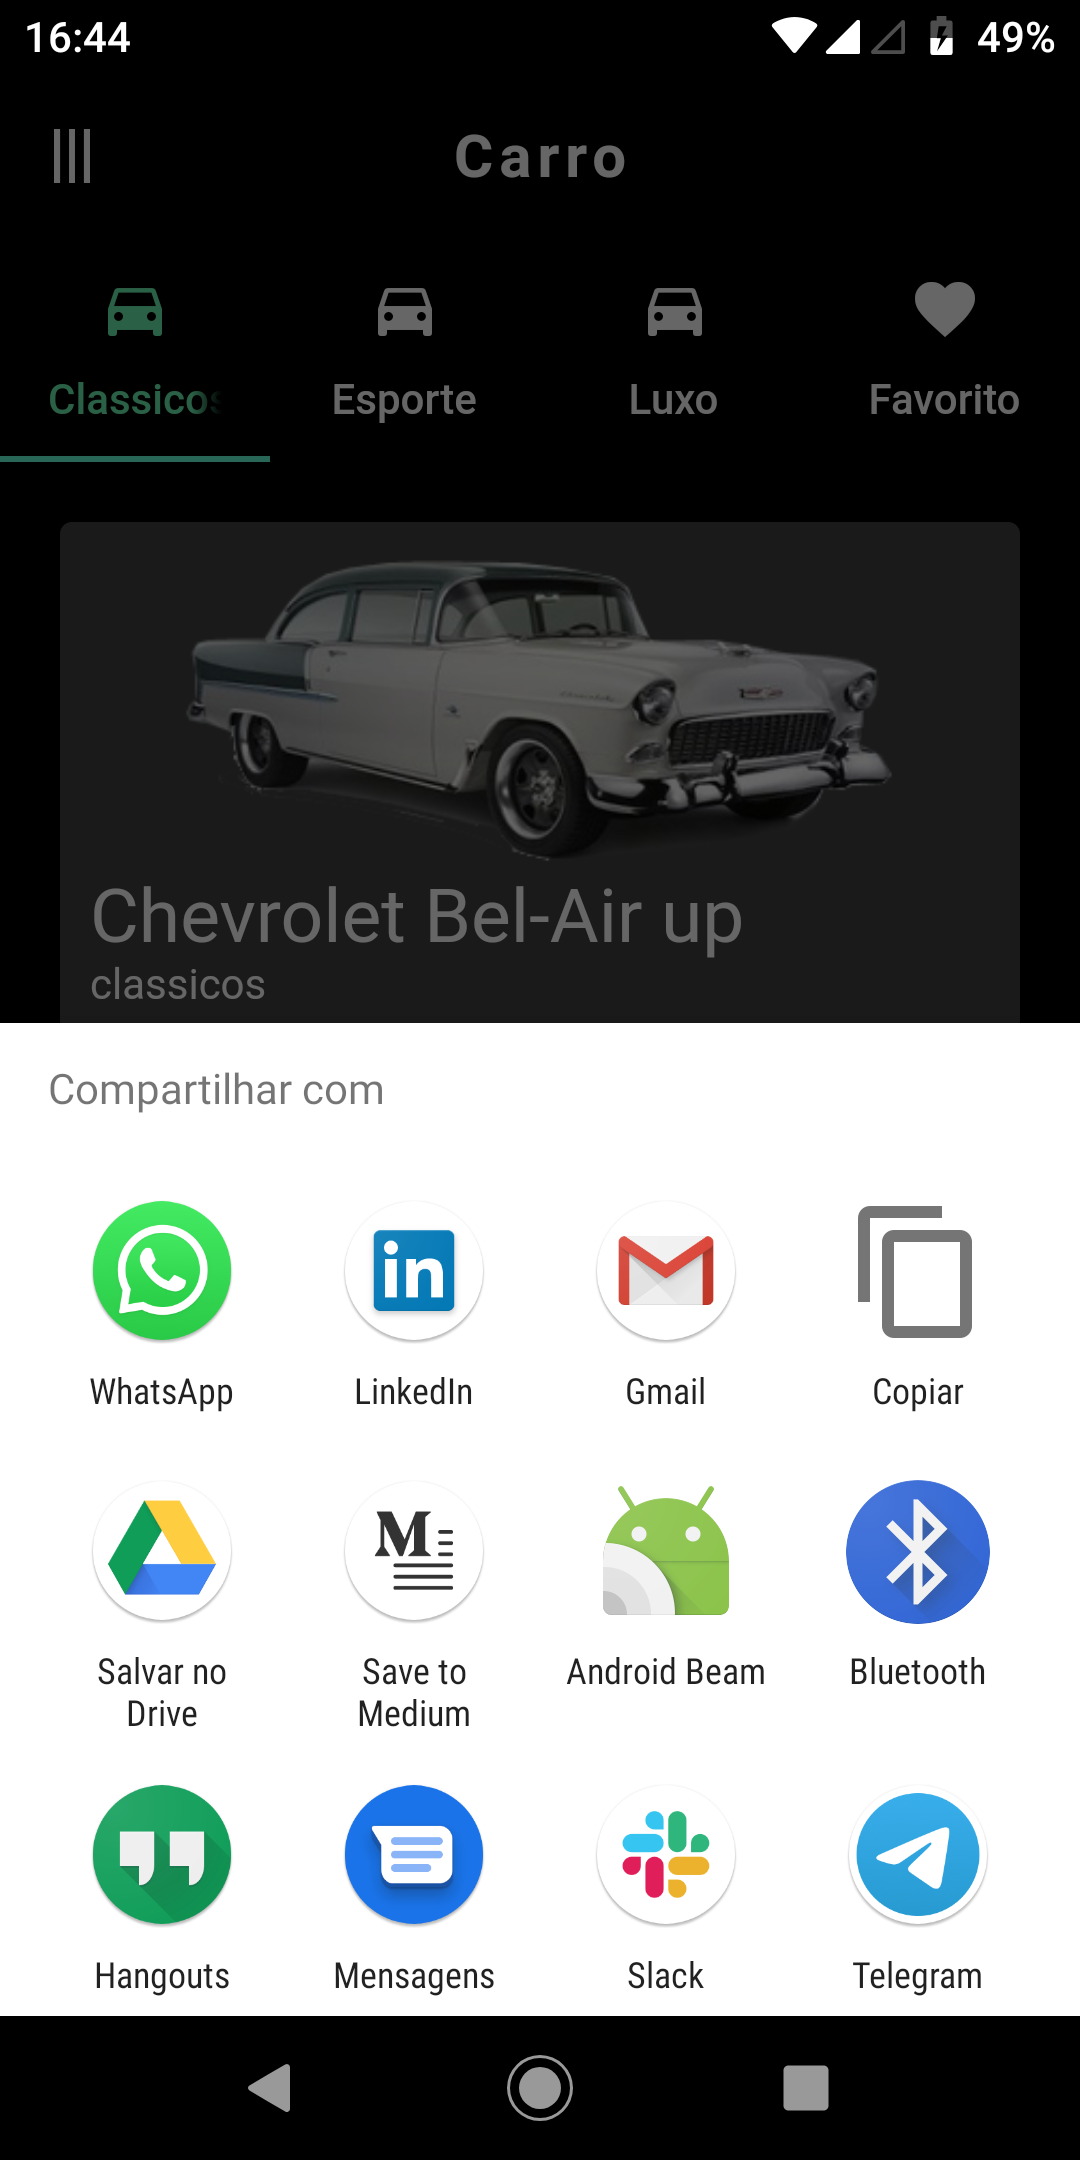 16:44
49%
Carro
Classicos
Esporte
Luxo
Favorito
Chevrolet Bel-Air up
classicos
Compartilhar com
WhatsApp
LinkedIn
Gmail
Copiar
Salvar no
Drive
Save to
Medium
Android Beam
Bluetooth
Hangouts
Mensagens
Slack
Telegram